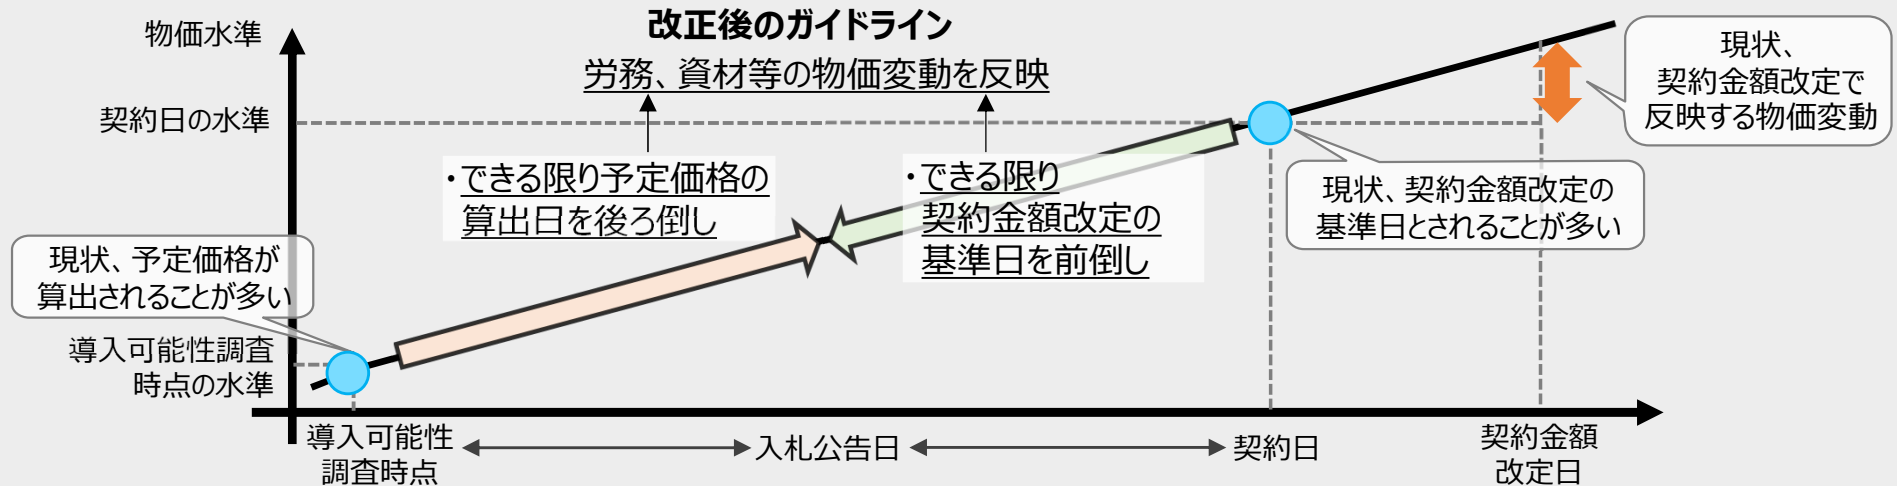 改正後のガイドライン
労務、資材等の物価変動を反映
物価水準
契約日の水準
現状、
契約金額改定で
反映する物価変動
・できる限り予定価格の
算出日を後ろ倒し
・できる限り
契約金額改定の
基準日を前倒し
現状、契約金額改定の
基準日とされることが多い
現状、予定価格が
算出されることが多い
導入可能性調査
時点の水準
導入可能性
調査時点
入札公告日
契約日
契約金額
改定日